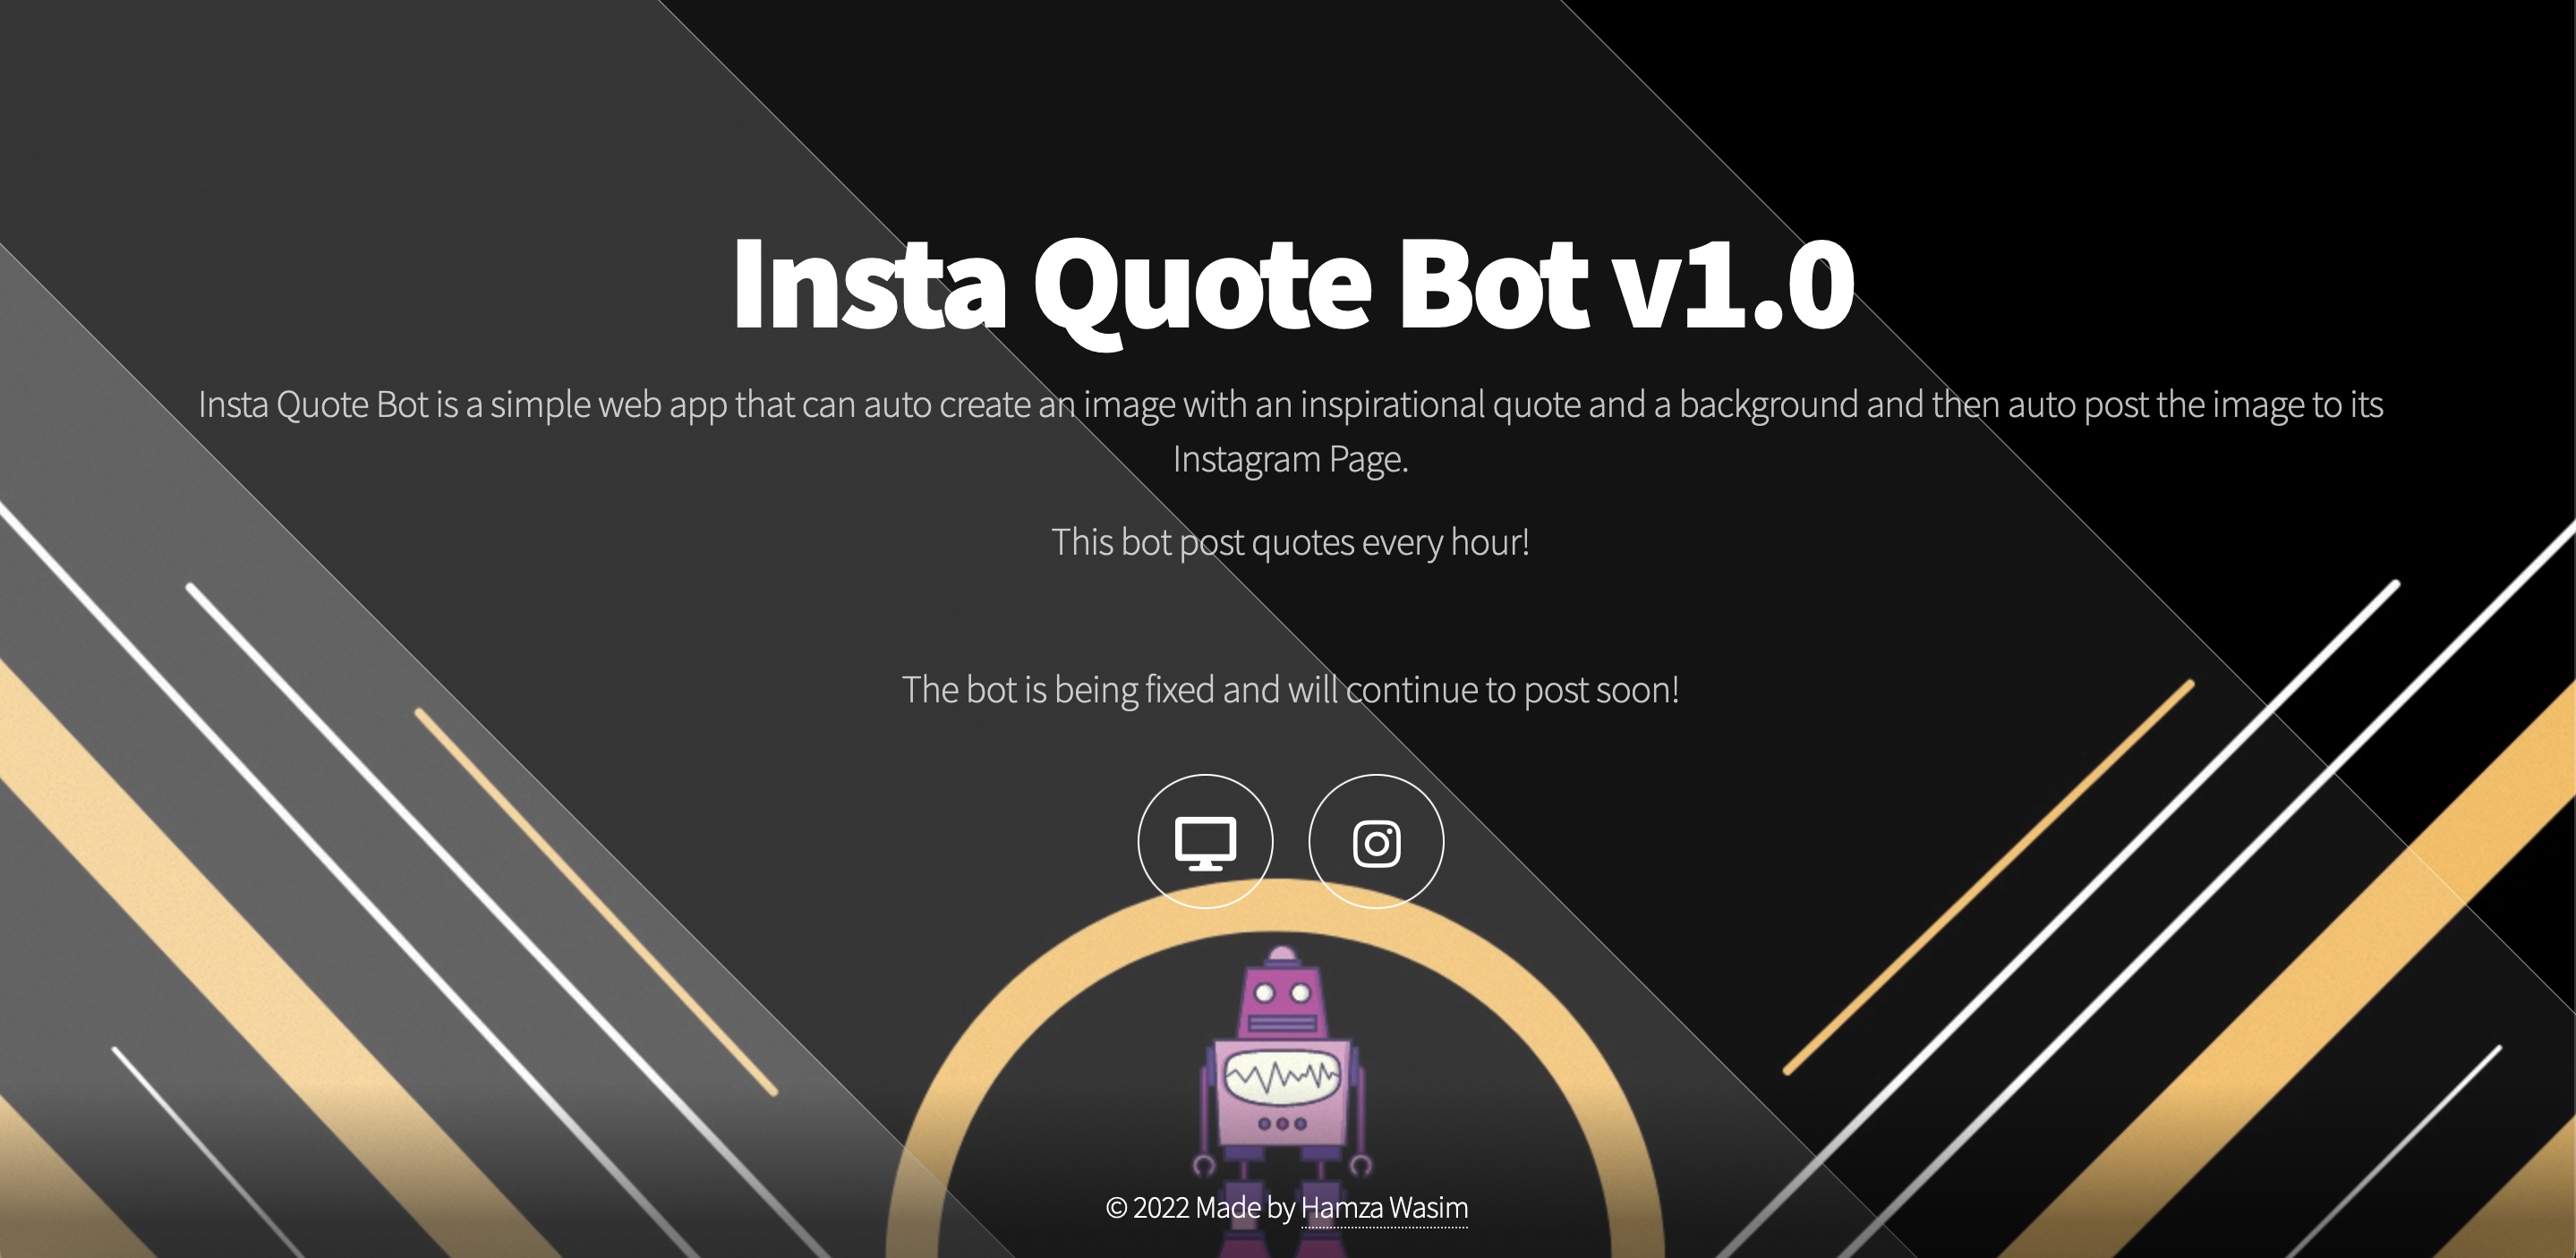 Insta Quote Bot v1.0
Insta Quote Bot is a simple web app that can auto create an image with an inspirational quote and a background and then auto post the image to its
Instagram Page.
This bot post quotes every hour!
The bot is being fixed and will continue to post soon!
© 2022 Made by Hamza Wasim